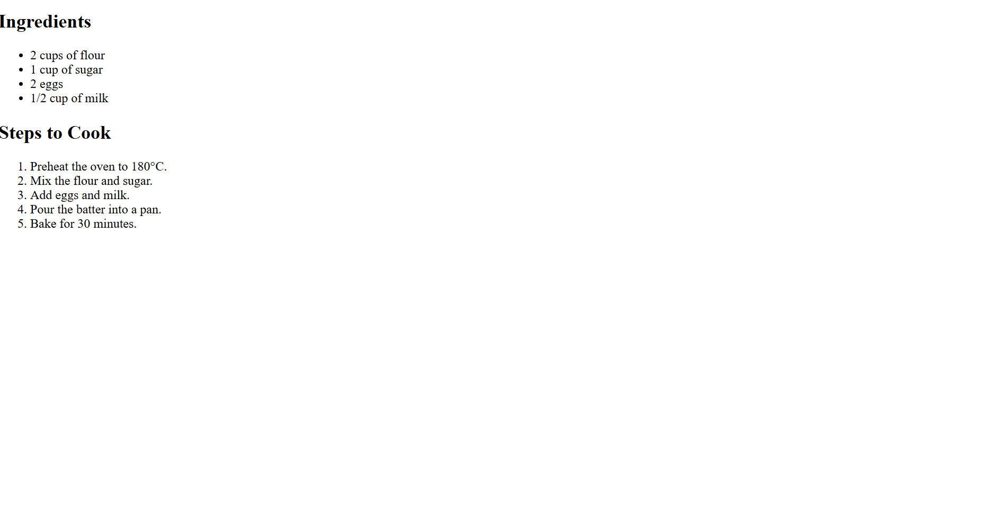 Ingredients
• 2 cups of flour
• 1 cup of sugar
• 2 eggs
• 1/2 cup of milk
Steps to Cook
1. Preheat the oven to 180°C.
2. Mix the flour and sugar.
3. Add eggs and milk.
4. Pour the batter into a pan.
5. Bake for 30 minutes.